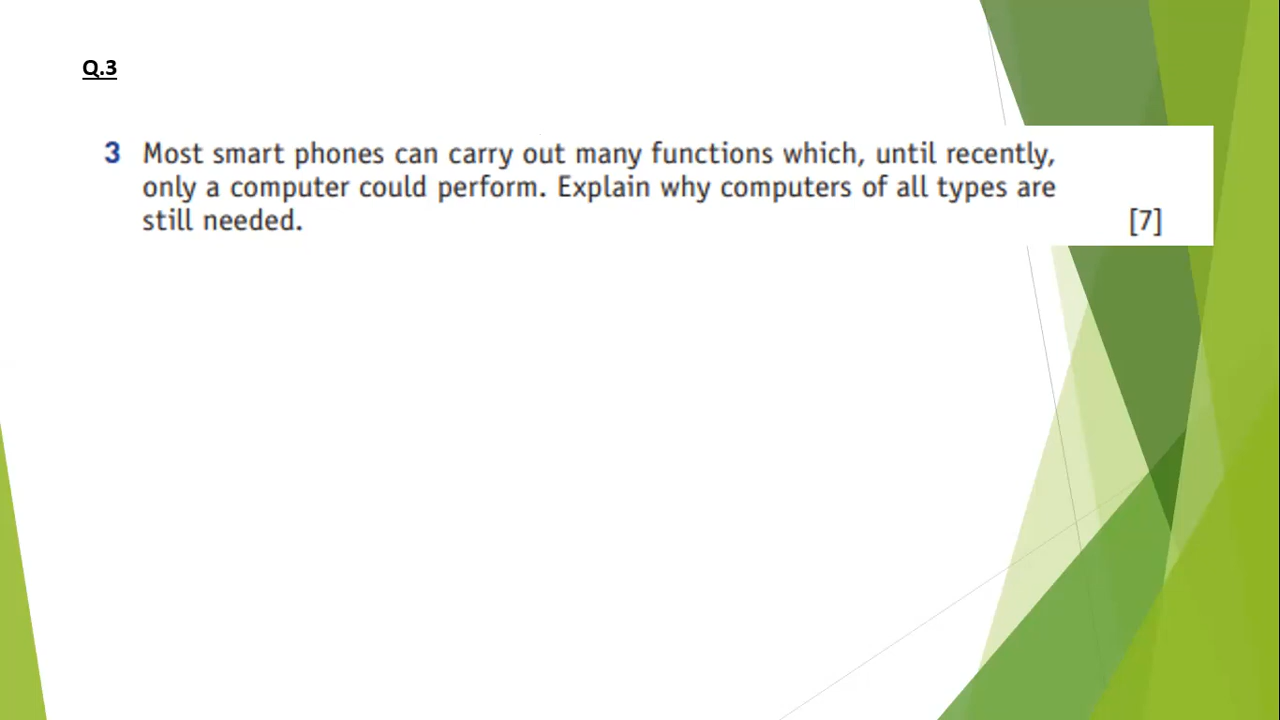 Q.3
3 Most smart phones can carry out many functions which, until recently,
only a computer could perform. Explain why computers of all types are
still needed. [7]